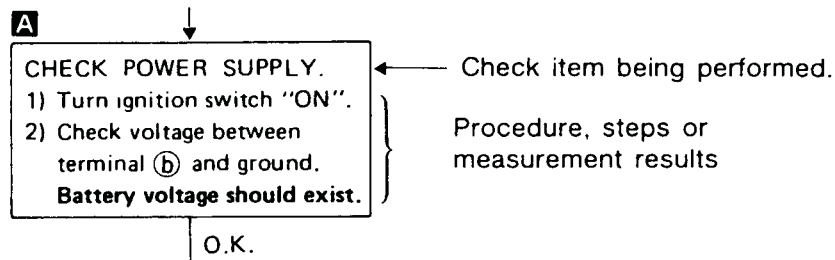 A
CHECK POWER SUPPLY.
1) Turn ignition switch "ON".
2) Check voltage between
terminal ⓑ and ground.
Battery voltage should exist.
O.K.
Check item being performed.
Procedure, steps or
measurement results